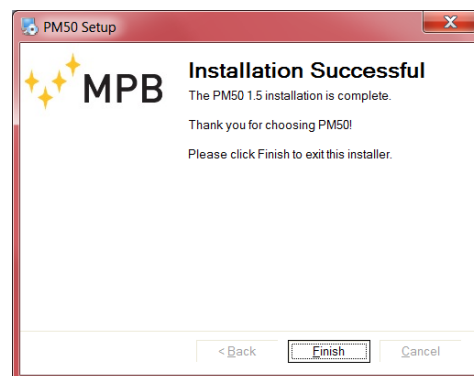 PM50 Setup
MPB
Installation Successful
The PM50 1.5 installation is complete.
Thank you for choosing PM50!
Please click Finish to exit this installer.
< Back
Finish
Cancel